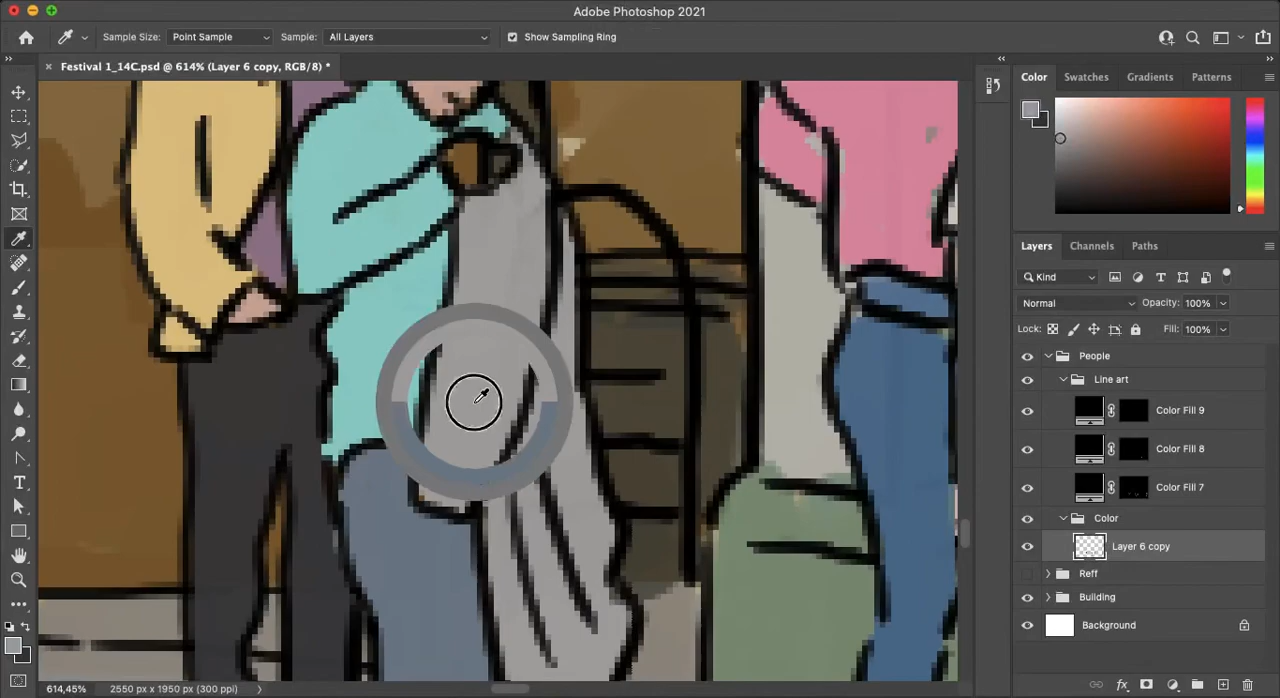 Adobe Photoshop 2021
Sample Size: Point Sample Sample: All Layers Show Sampling Ring
Festival 1_14C.psd @ 614% (Layer 6 copy, RGB/8) *
Color Swatches Gradients Patterns
Layers Channels Paths
Kind
Normal Opacity: 100%
Lock: Fill: 100%
People
Line art
Color Fill 9
Color Fill 8
Color Fill 7
Color
Layer 6 copy
Reff
Building
Background
614,45% 2550 px x 1950 px (300 ppi)